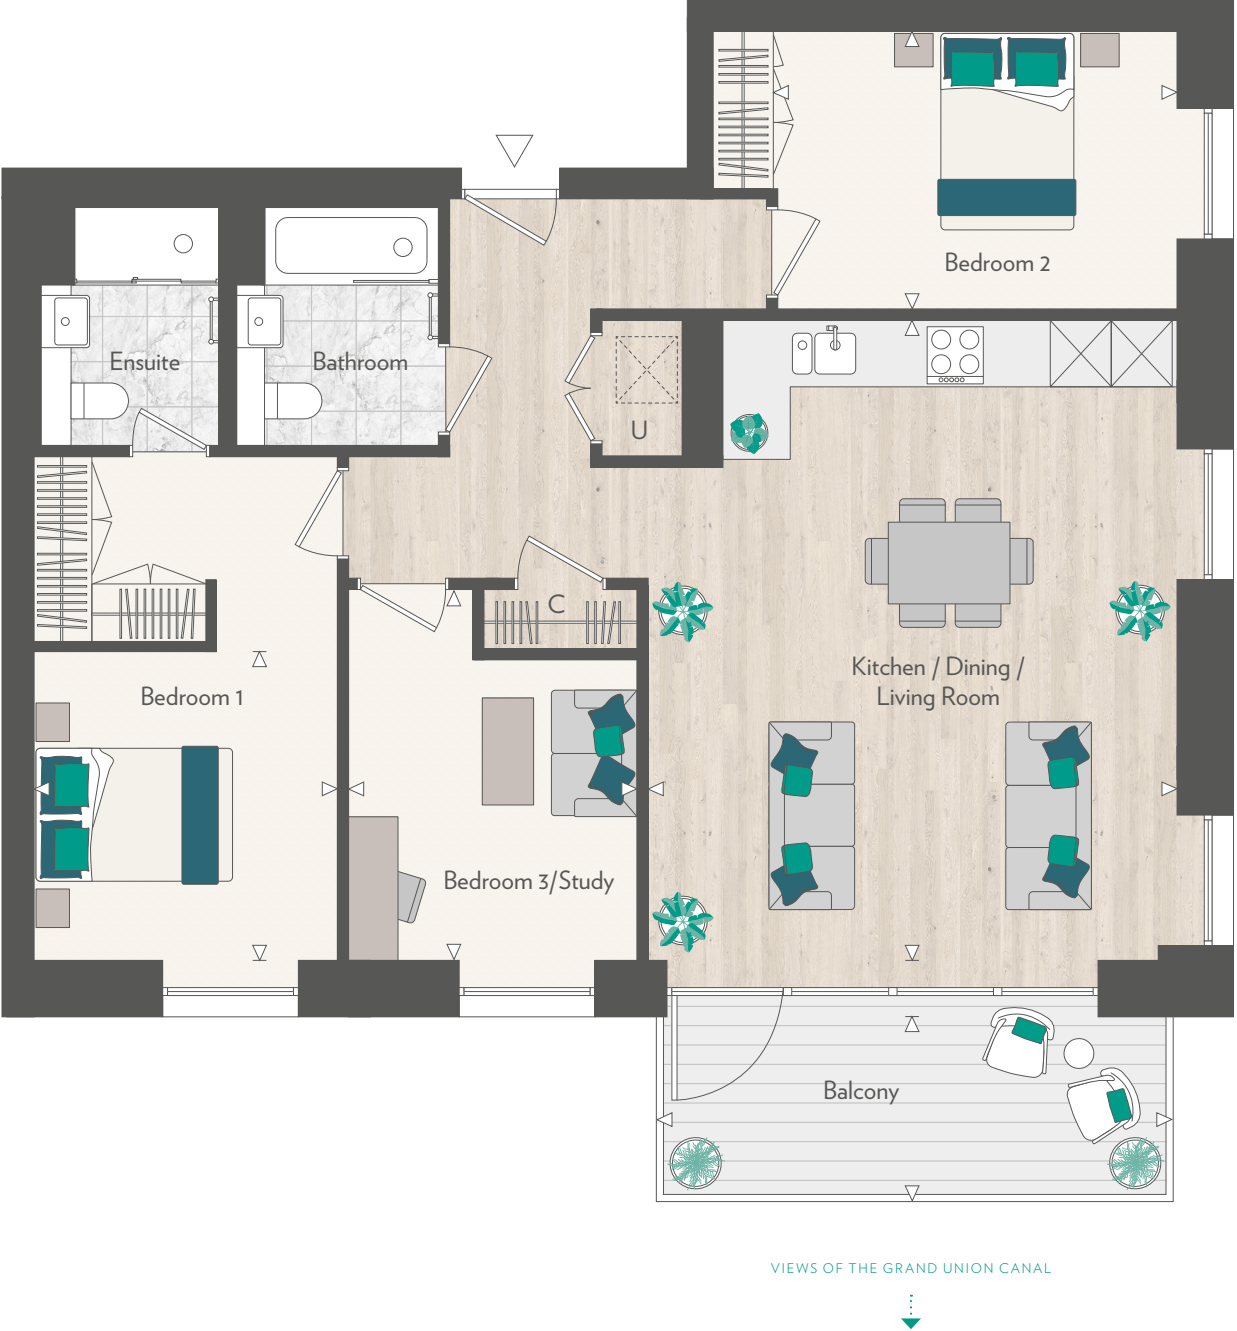 Bedroom 2
Ensuite
Bathroom
U
C
Kitchen / Dining /
Living Room
Bedroom 1
Bedroom 3/Study
Balcony
VIEWS OF THE GRAND UNION CANAL